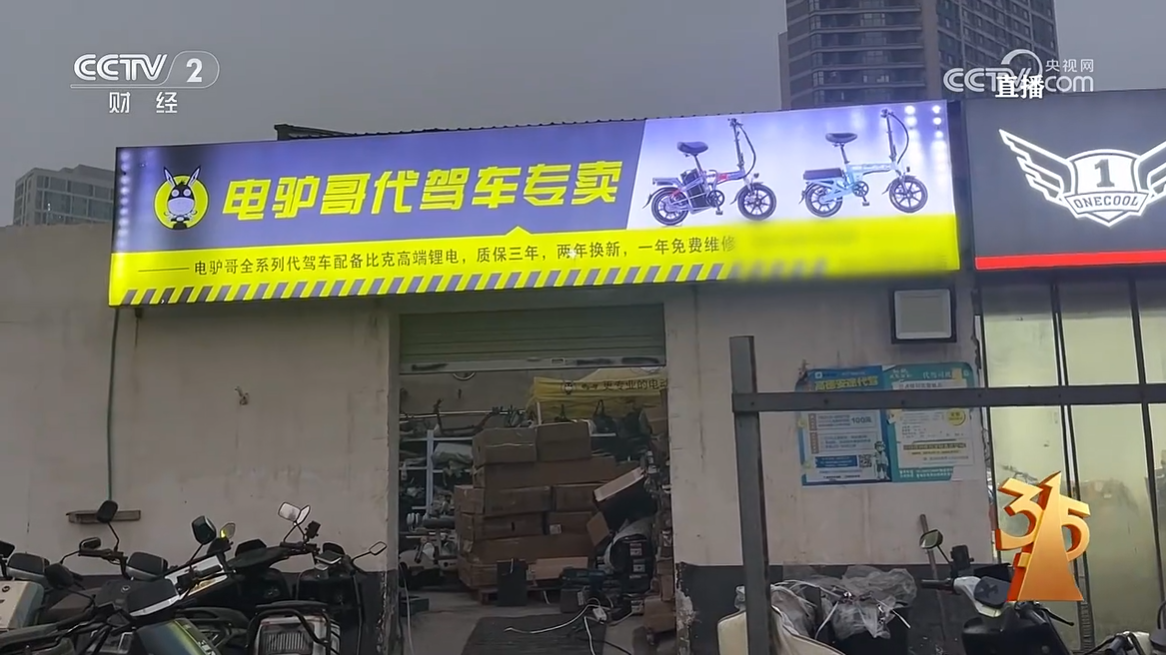 CCTV 2
财经
央视网
CCTV.com
直播
电驴哥代驾车专卖
电驴哥全系列代驾车配备比克高端锂电，质保三年，两年换新，一年免费维修
1
ONECOOL
315